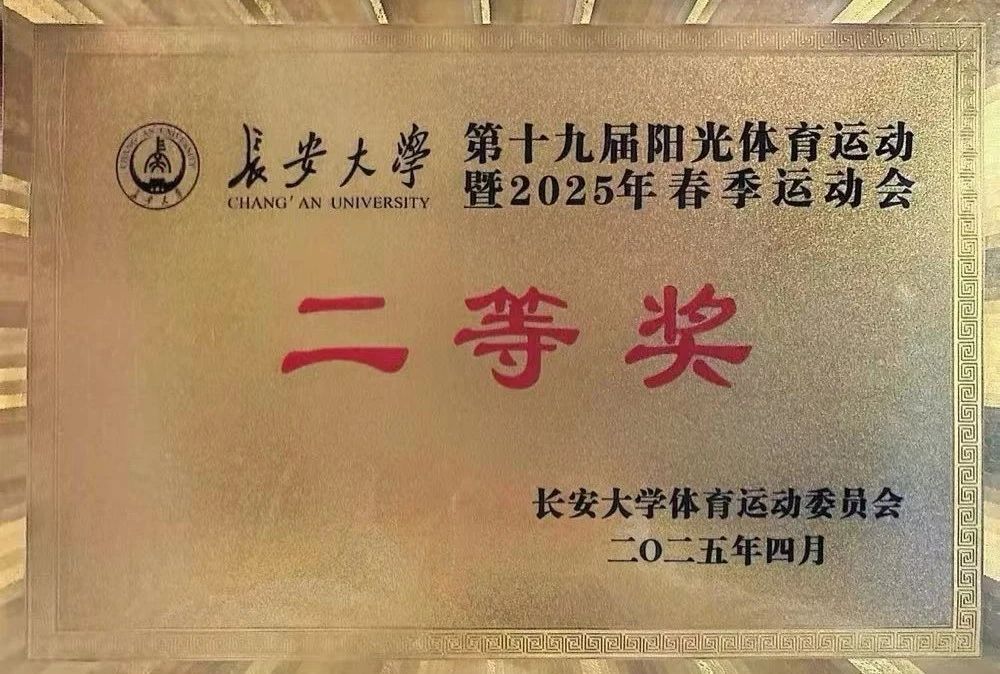 長安大學
CHANG'AN UNIVERSITY
第十九届阳光体育运动
暨2025年春季运动会
二等奖
长安大学体育运动委员会
二〇二五年四月